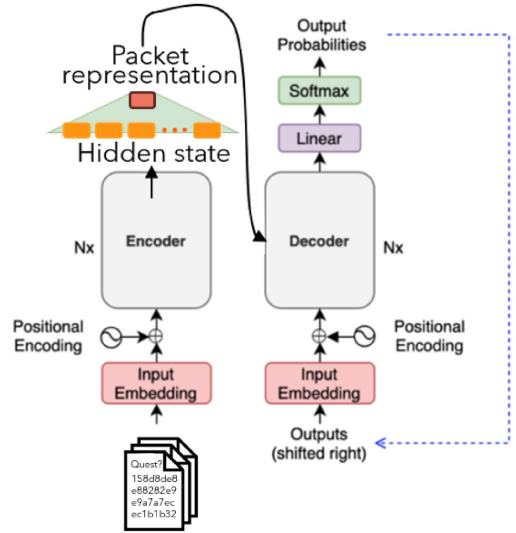 Packet
representation
Hidden state
Encoder
Nx
Positional
Encoding
Input
Embedding
Quest?
158d8de8
e88282e9
e9a7a7ec
ec1b1b32
Output
Probabilities
Softmax
Linear
Decoder
Nx
Positional
Encoding
Input
Embedding
Outputs
(shifted right)